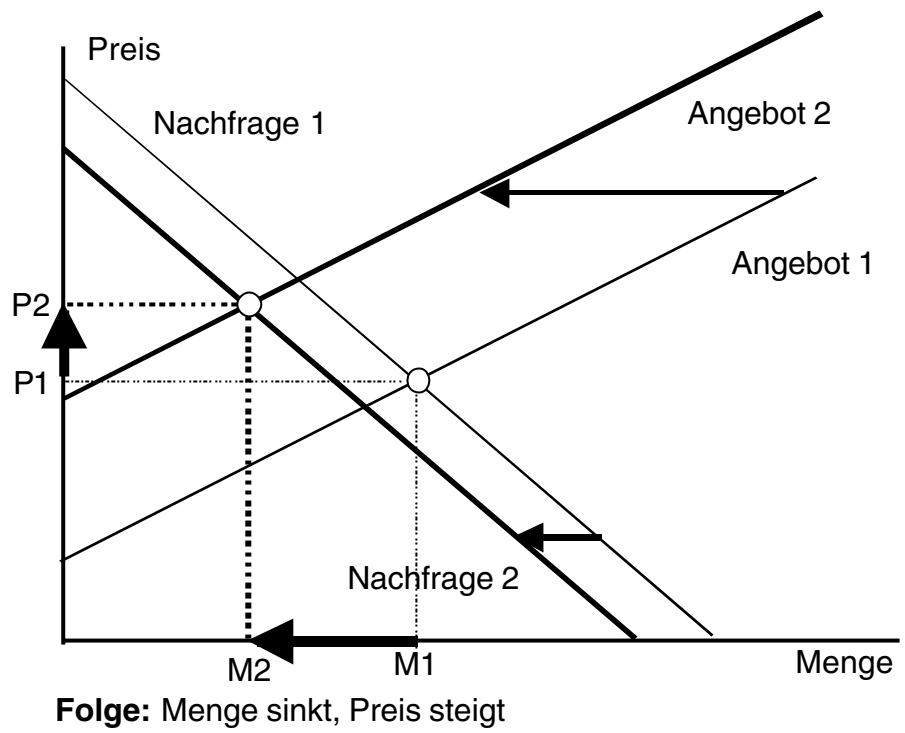 Preis
Nachfrage 1
Angebot 2
Angebot 1
P2
P1
Nachfrage 2
M2
M1
Menge
Folge: Menge sinkt, Preis steigt